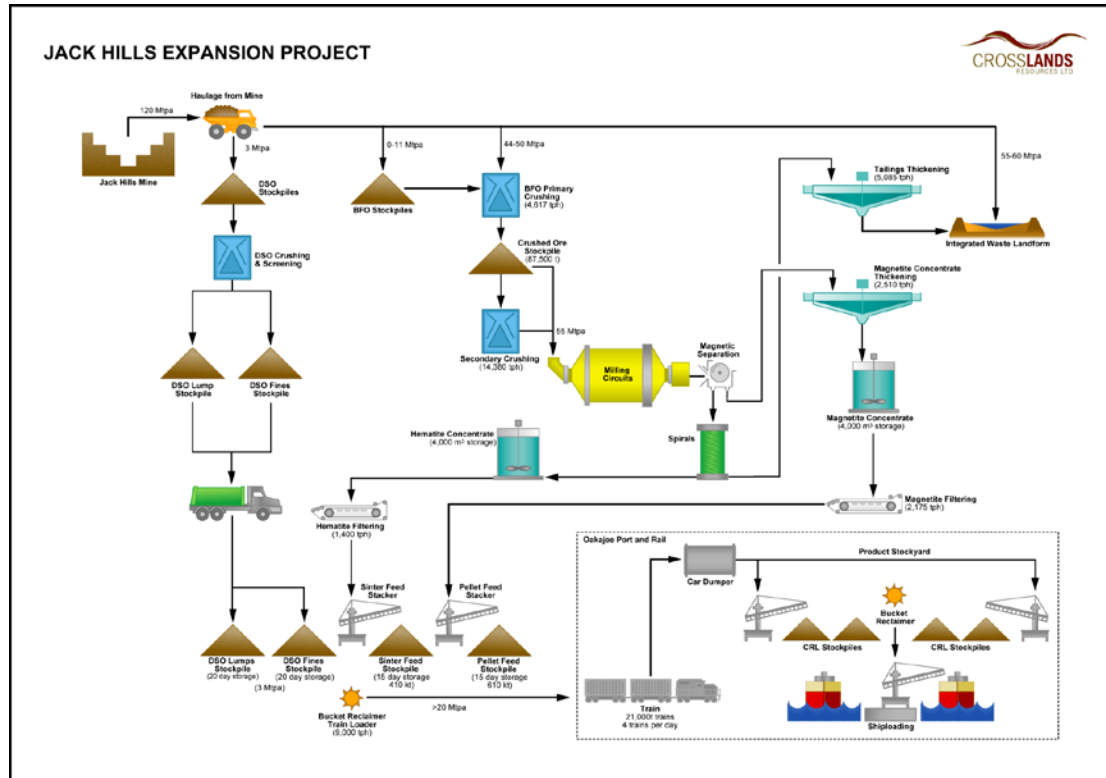 JACK HILLS EXPANSION PROJECT
CROSSLANDS
RESOURCES LTD
Haulage from Mine
120 Mtpa
Jack Hills Mine
3 Mtpa
0-11 Mtpa
44-50 Mtpa
55-60 Mtpa
DSO
Stockpiles
BFO Stockpiles
BFO Primary
Crushing
(4,617 tph)
Tailings Thickening
(5,085 tph)
Integrated Waste Landform
DSO Crushing
& Screening
Crushed Ore
Stockpile
(87,500 t)
Magnetite Concentrate
Thickening
(2,510 tph)
Secondary Crushing
(14,380 tph)
55 Mtpa
Milling
Circuits
Magnetic
Separation
DSO Lump
Stockpile
DSO Fines
Stockpile
Magnetite Concentrate
(4,000 m³ storage)
Hematite Concentrate
(4,000 m³ storage)
Spirals
Hematite Filtering
(1,400 tph)
Magnetite Filtering
(2,175 tph)
Oakajee Port and Rail
Product Stockyard
Car Dumper
Sinter Feed
Stacker
Pellet Feed
Stacker
Bucket
Reclaimer
CRL Stockpiles
CRL Stockpiles
DSO Lumps
Stockpile
(20 day storage)
DSO Fines
Stockpile
(20 day storage)
(3 Mtpa)
Sinter Feed
Stockpile
(15 day storage
410 kt)
Pellet Feed
Stockpile
(15 day storage
610 kt)
Bucket Reclaimer
Train Loader
(9,000 tph)
>20 Mtpa
Train
21,000t trains
4 trains per day
Shiploading